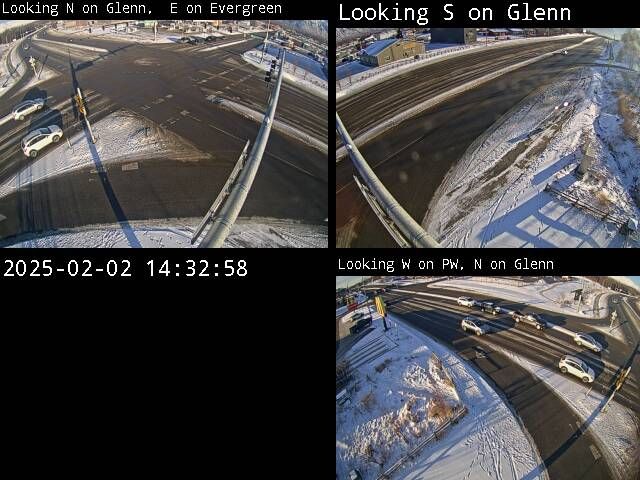 Looking N on Glenn,  E on Evergreen
Looking S on Glenn
2025-02-02 14:32:58
Looking W on PW, N on Glenn